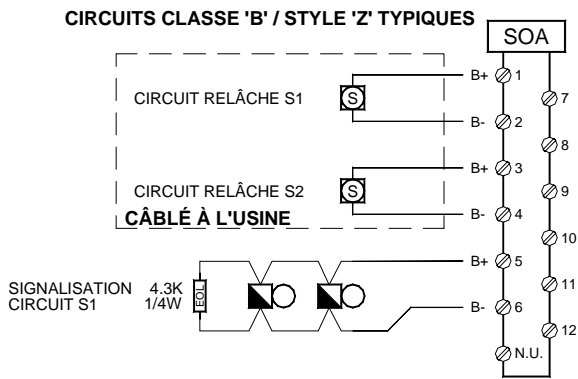 CIRCUITS CLASSE 'B' / STYLE 'Z' TYPIQUES
SOA
CIRCUIT RELÂCHE S1
S
B+ 1
B- 2
7
8
CIRCUIT RELÂCHE S2
S
B+ 3
B- 4
9
10
CÂBLÉ À L'USINE
SIGNALISATION
CIRCUIT S1
4.3K
1/4W
EOL
B+ 5
B- 6
11
12
N.U.